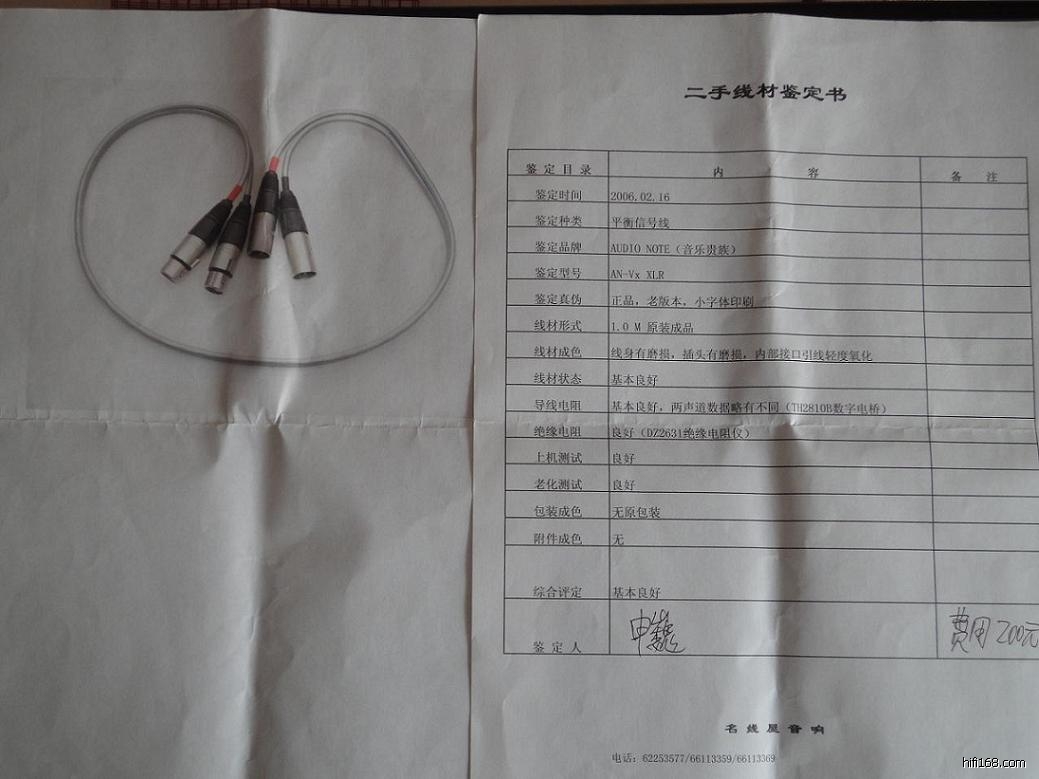 二手线材鉴定书
鉴定目录 内容 备注
鉴定时间 2006.02.16
鉴定种类 平衡信号线
鉴定品牌 AUDIO NOTE（音乐贵族）
鉴定型号 AN-Vx XLR
鉴定真伪 正品，老版本，小字体印刷
线材形式 1.0 M 原装成品
线材成色 线身有磨损，插头有磨损，内部接口引线轻度氧化
线材状态 基本良好
导线电阻 基本良好，两声道数据略有不同（TH2810B数字电桥）
绝缘电阻 良好（DZ2631绝缘电阻仪）
上机测试 良好
老化测试 良好
包装成色 无原包装
附件成色 无
综合评定 基本良好
鉴定人 费用200元
名线屋音响
电话：62253577/66113359/66113369
hifi168.com